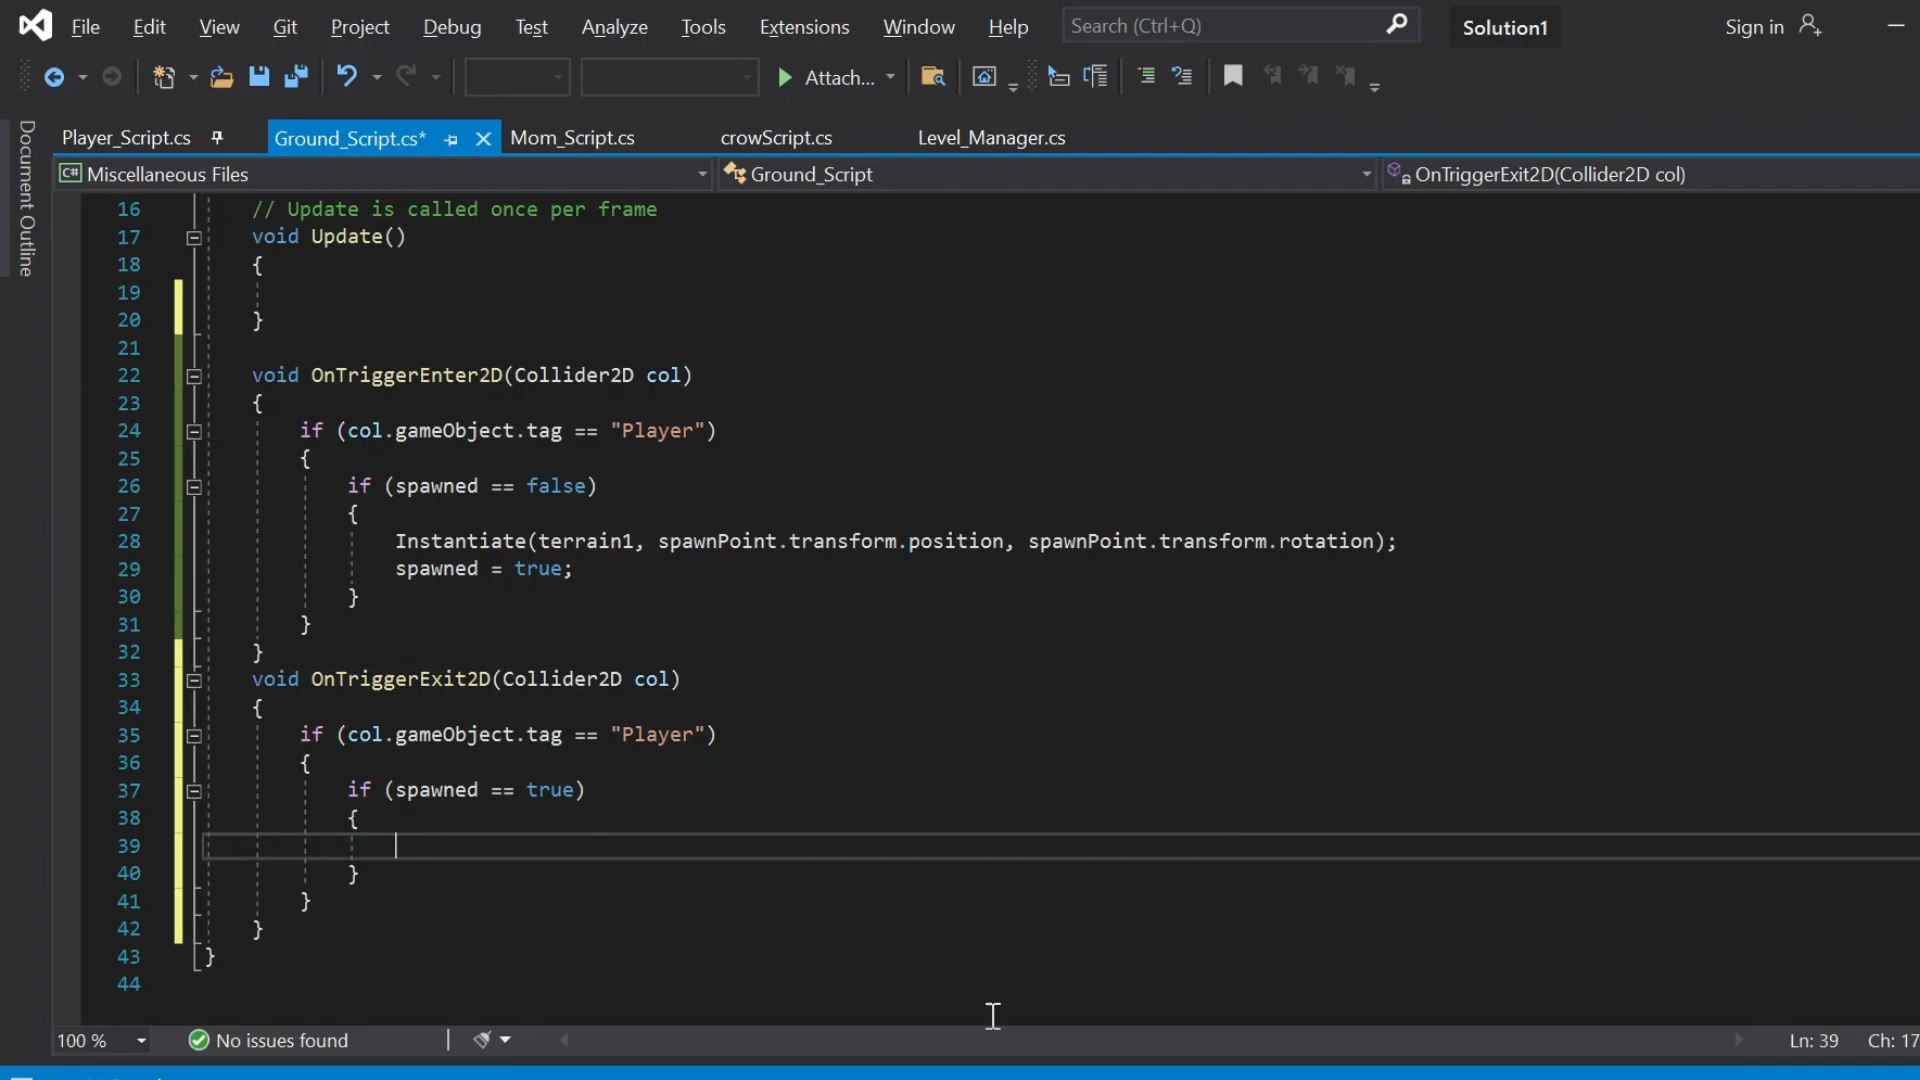 File Edit View Git Project Debug Test Analyze Tools Extensions Window Help Search (Ctrl+Q) Solution1 Sign in
Attach...
Document Outline
Player_Script.cs Ground_Script.cs* Mom_Script.cs crowScript.cs Level_Manager.cs
C# Miscellaneous Files Ground_Script OnTriggerExit2D(Collider2D col)
16 // Update is called once per frame
17 void Update()
18 {
19
20 }
21
22 void OnTriggerEnter2D(Collider2D col)
23 {
24 if (col.gameObject.tag == "Player")
25 {
26 if (spawned == false)
27 {
28 Instantiate(terrain1, spawnPoint.transform.position, spawnPoint.transform.rotation);
29 spawned = true;
30 }
31 }
32 }
33 void OnTriggerExit2D(Collider2D col)
34 {
35 if (col.gameObject.tag == "Player")
36 {
37 if (spawned == true)
38 {
39
40 }
41 }
42 }
43 }
44
100 % No issues found Ln: 39 Ch: 17